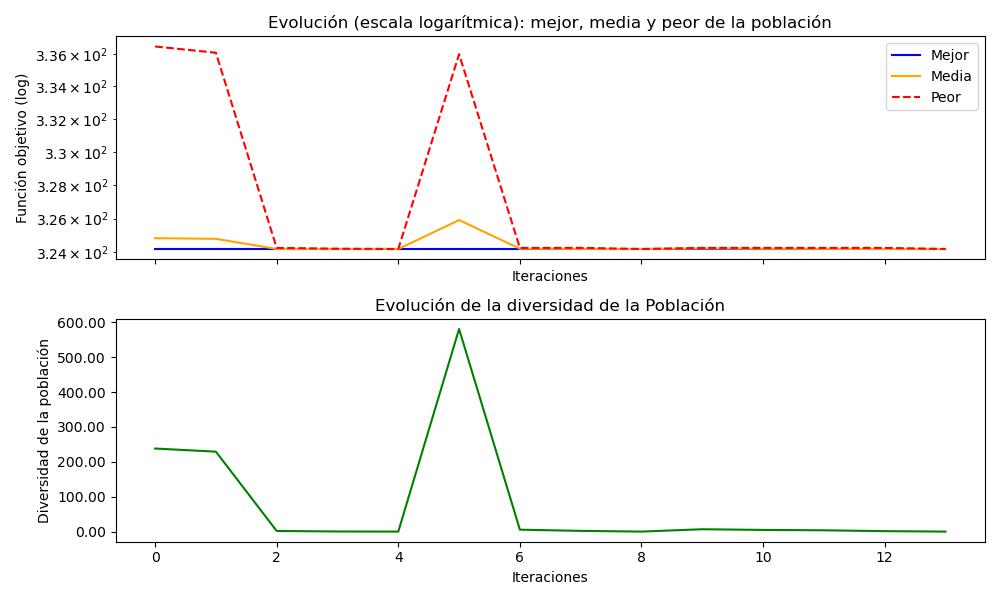 Evolución (escala logarítmica): mejor, media y peor de la población
Función objetivo (log)
3.36 × 10²
3.34 × 10²
3.32 × 10²
3.3 × 10²
3.28 × 10²
3.26 × 10²
3.24 × 10²
Mejor
Media
Peor
Iteraciones
Evolución de la diversidad de la Población
Diversidad de la población
600.00
500.00
400.00
300.00
200.00
100.00
0.00
0 2 4 6 8 10 12
Iteraciones